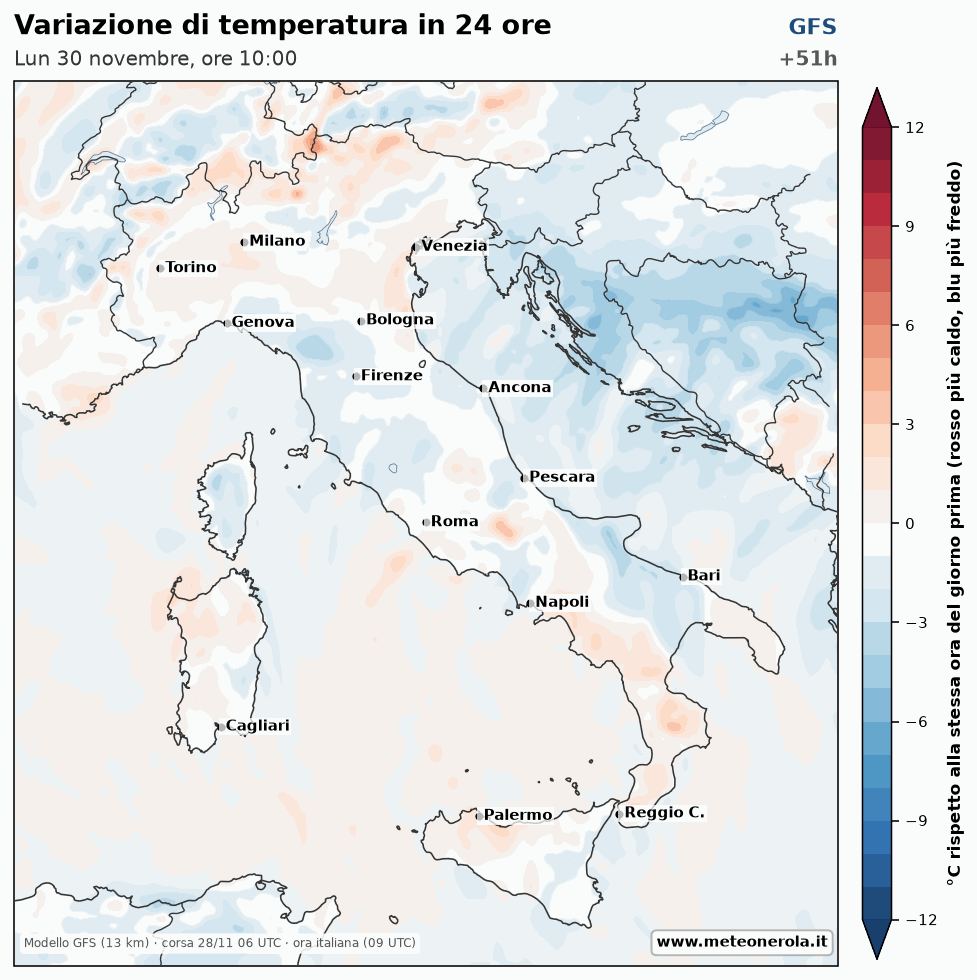 Variazione di temperatura in 24 ore
GFS
Lun 30 novembre, ore 10:00
+51h
Milano
Venezia
Torino
Genova
Bologna
Firenze
Ancona
Pescara
Roma
Bari
Napoli
Cagliari
Palermo
Reggio C.
12
9
6
3
0
−3
−6
−9
−12
°C rispetto alla stessa ora del giorno prima (rosso più caldo, blu più freddo)
Modello GFS (13 km) · corsa 28/11 06 UTC · ora italiana (09 UTC)
www.meteonerola.it